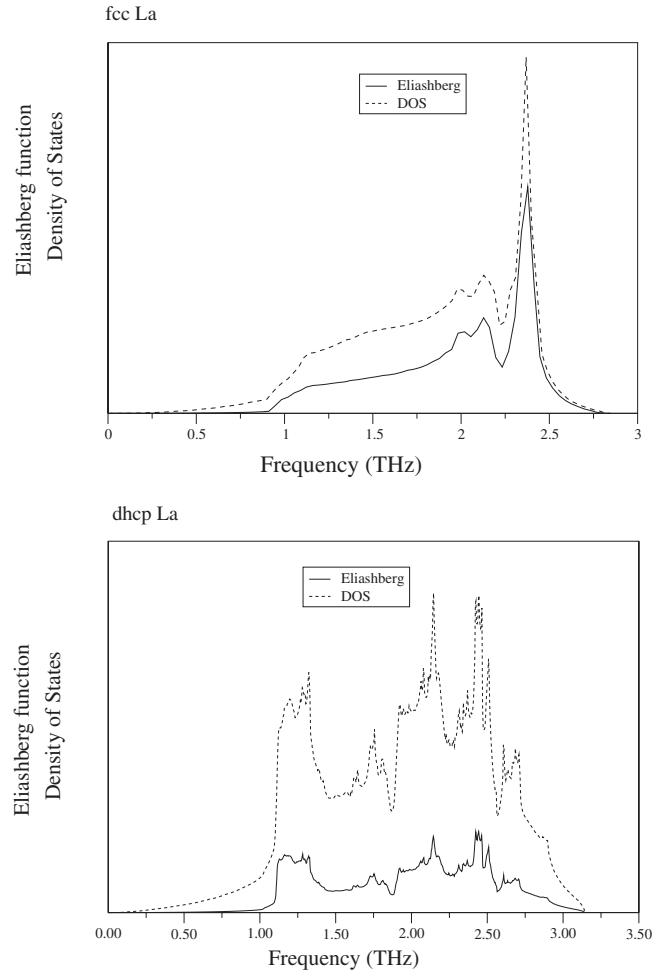 fcc La
Eliashberg function
Density of States
Eliashberg
DOS
0 0.5 1 1.5 2 2.5 3
Frequency (THz)
dhcp La
Eliashberg function
Density of States
Eliashberg
DOS
0.00 0.50 1.00 1.50 2.00 2.50 3.00 3.50
Frequency (THz)